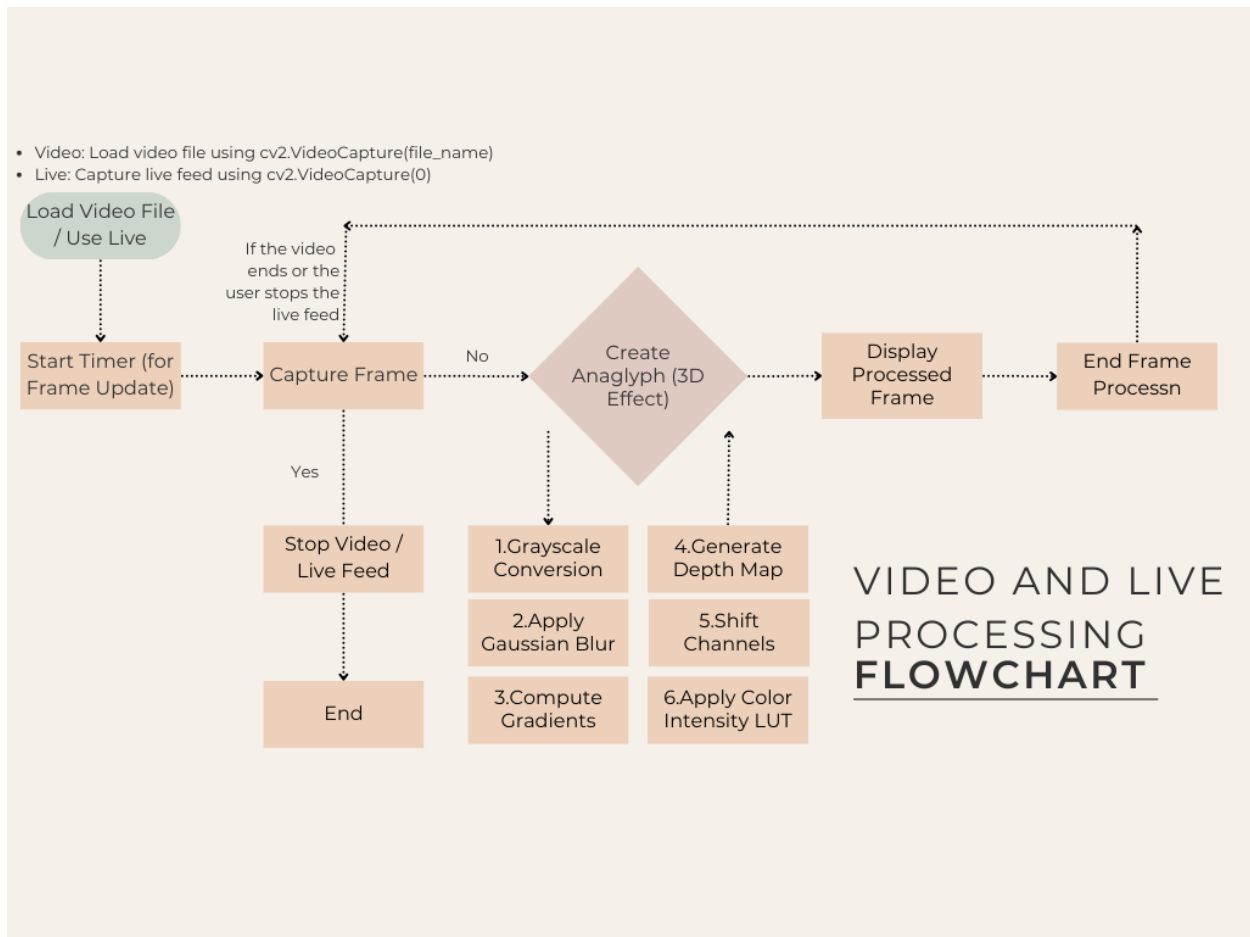 • Video: Load video file using cv2.VideoCapture(file_name)
• Live: Capture live feed using cv2.VideoCapture(0)
Load Video File
/ Use Live
If the video
ends or the
user stops the
live feed
Start Timer (for
Frame Update)
Capture Frame
No
Create
Anaglyph (3D
Effect)
Display
Processed
Frame
End Frame
Processn
Yes
Stop Video /
Live Feed
End
1.Grayscale
Conversion
2.Apply
Gaussian Blur
3.Compute
Gradients
4.Generate
Depth Map
5.Shift
Channels
6.Apply Color
Intensity LUT
VIDEO AND LIVE
PROCESSING
FLOWCHART